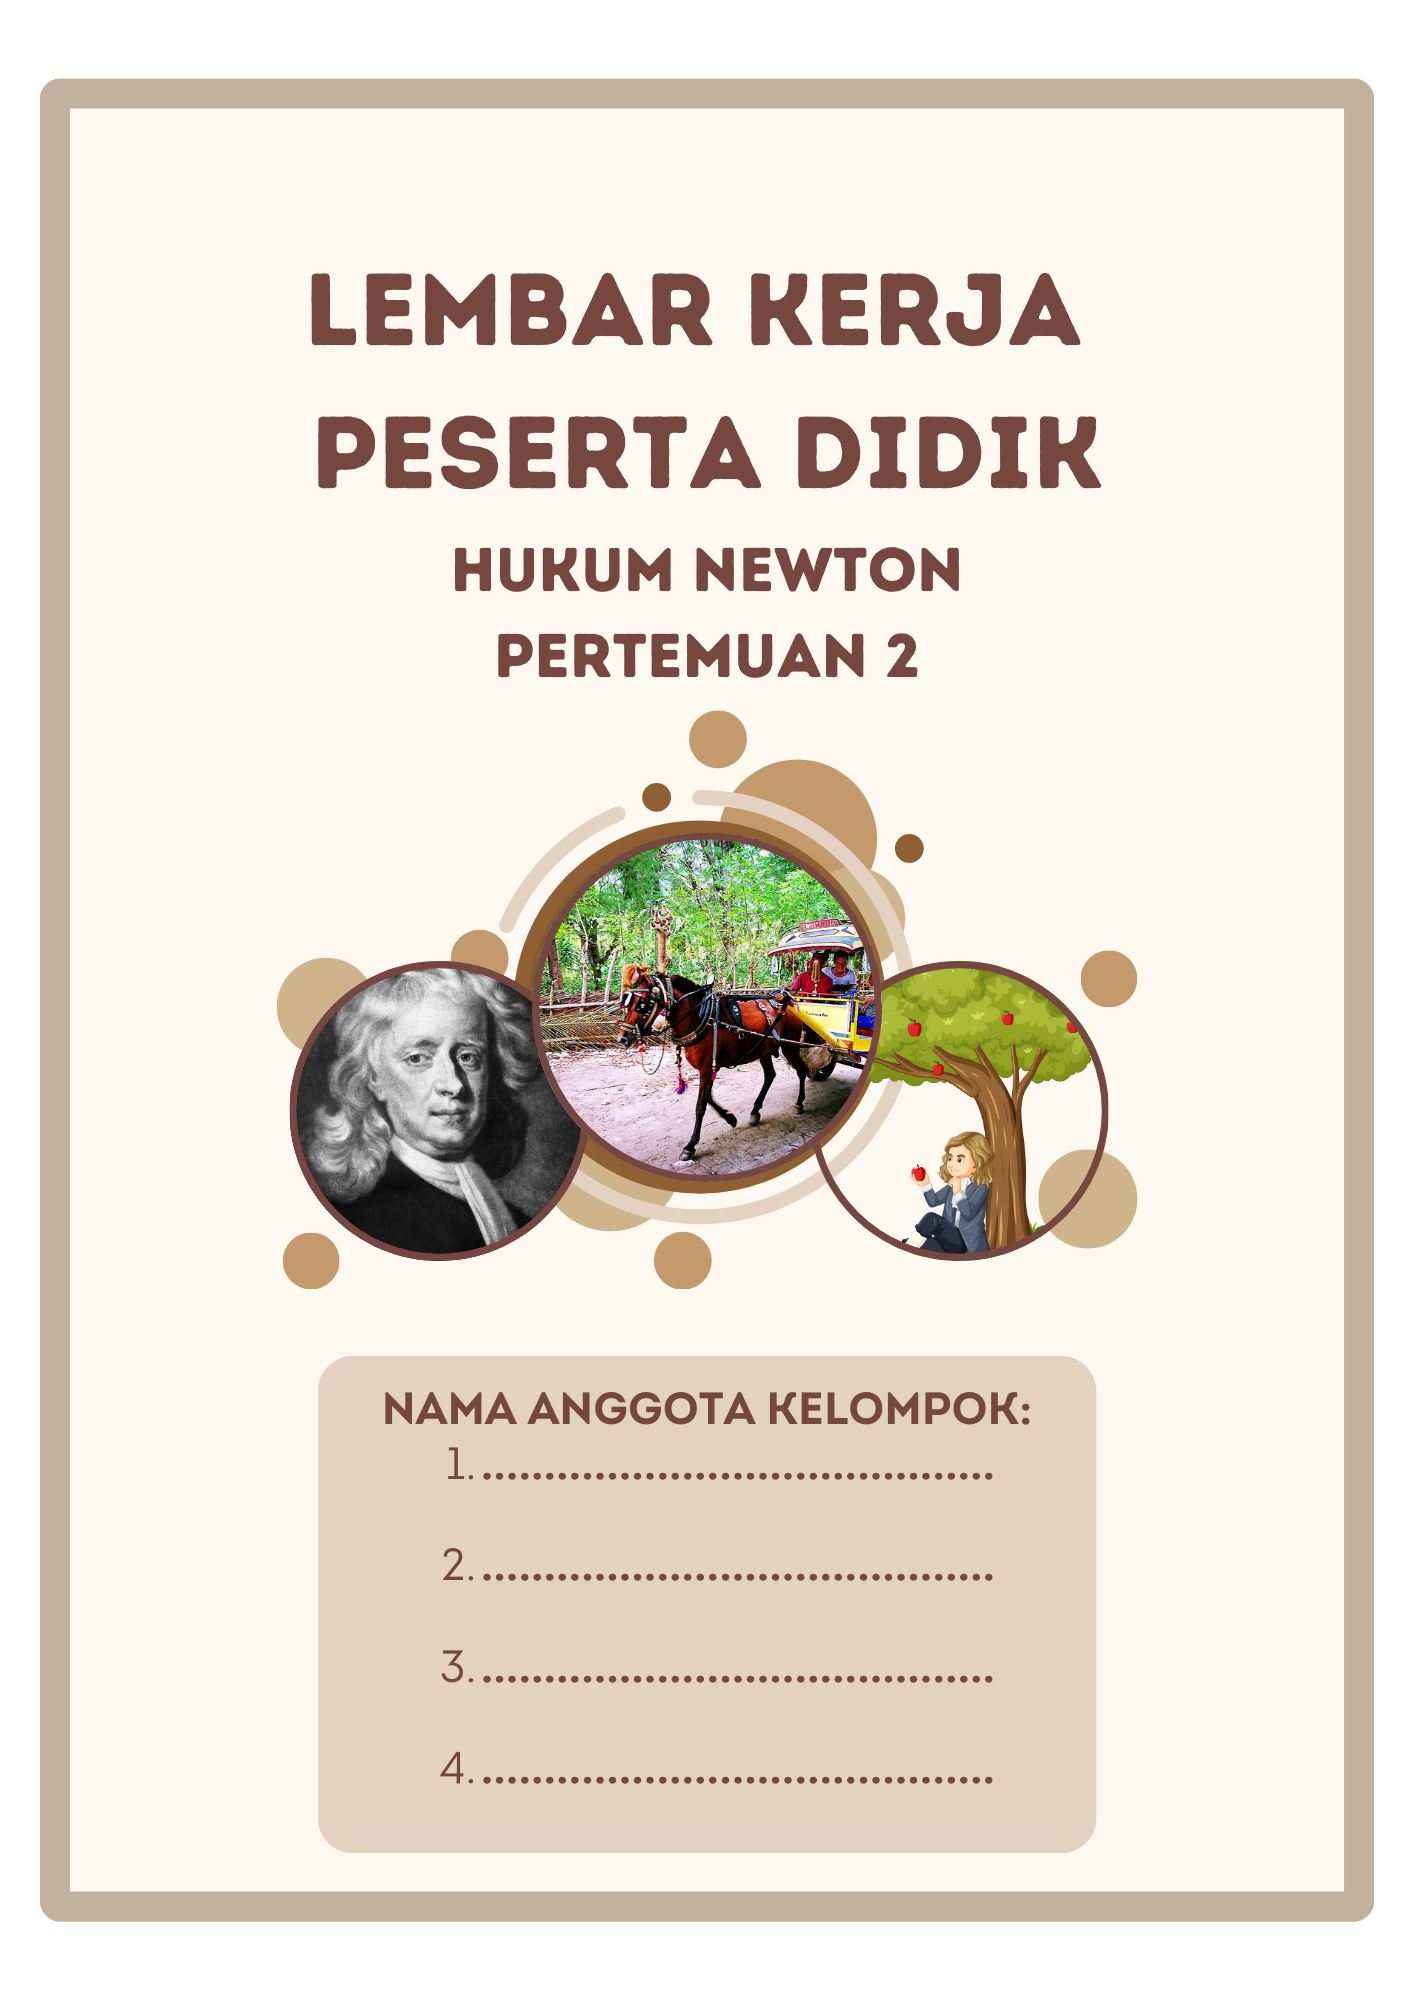 LEMBAR KERJA
PESERTA DIDIK
HUKUM NEWTON
PERTEMUAN 2
NAMA ANGGOTA KELOMPOK:
1. .........................................
2. .........................................
3. .........................................
4. .........................................